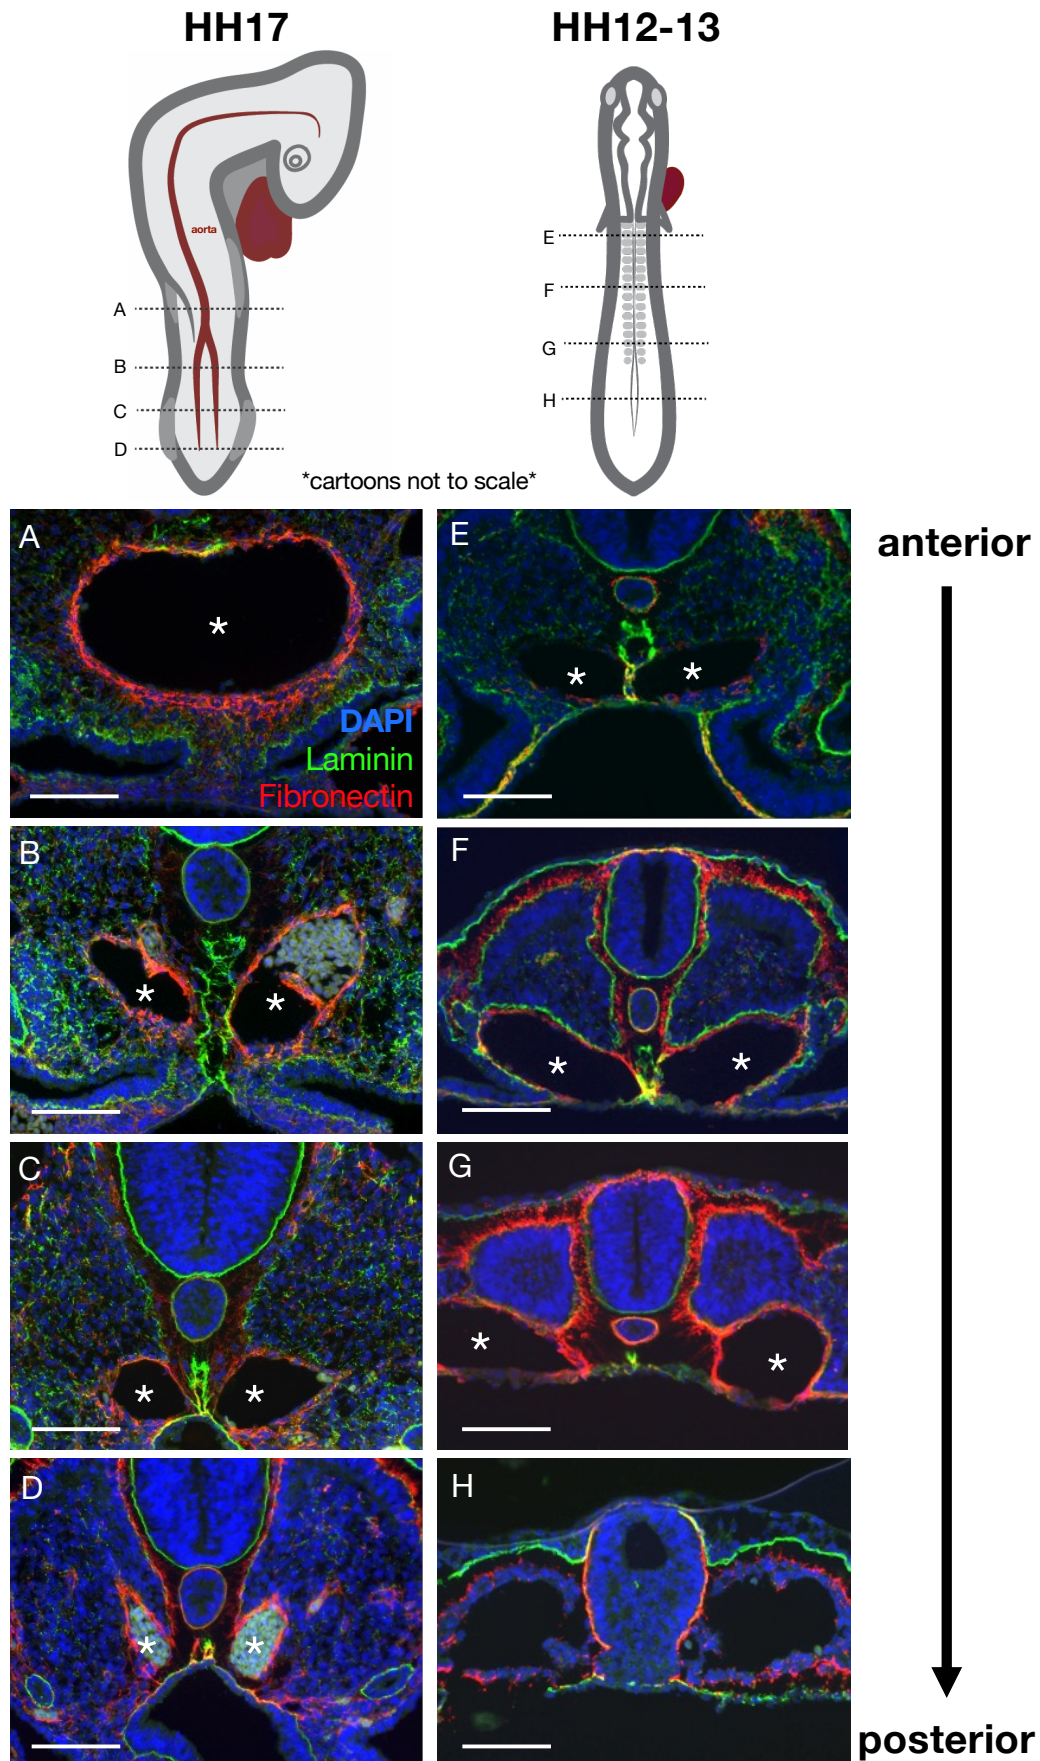 HH17
HH12-13
aorta
A
B
C
D
E
F
G
H
*cartoons not to scale*
A
*
DAPI
Laminin
Fibronectin
E
* *
anterior
B
* *
F
* *
C
* *
G
* *
D
* *
H
posterior